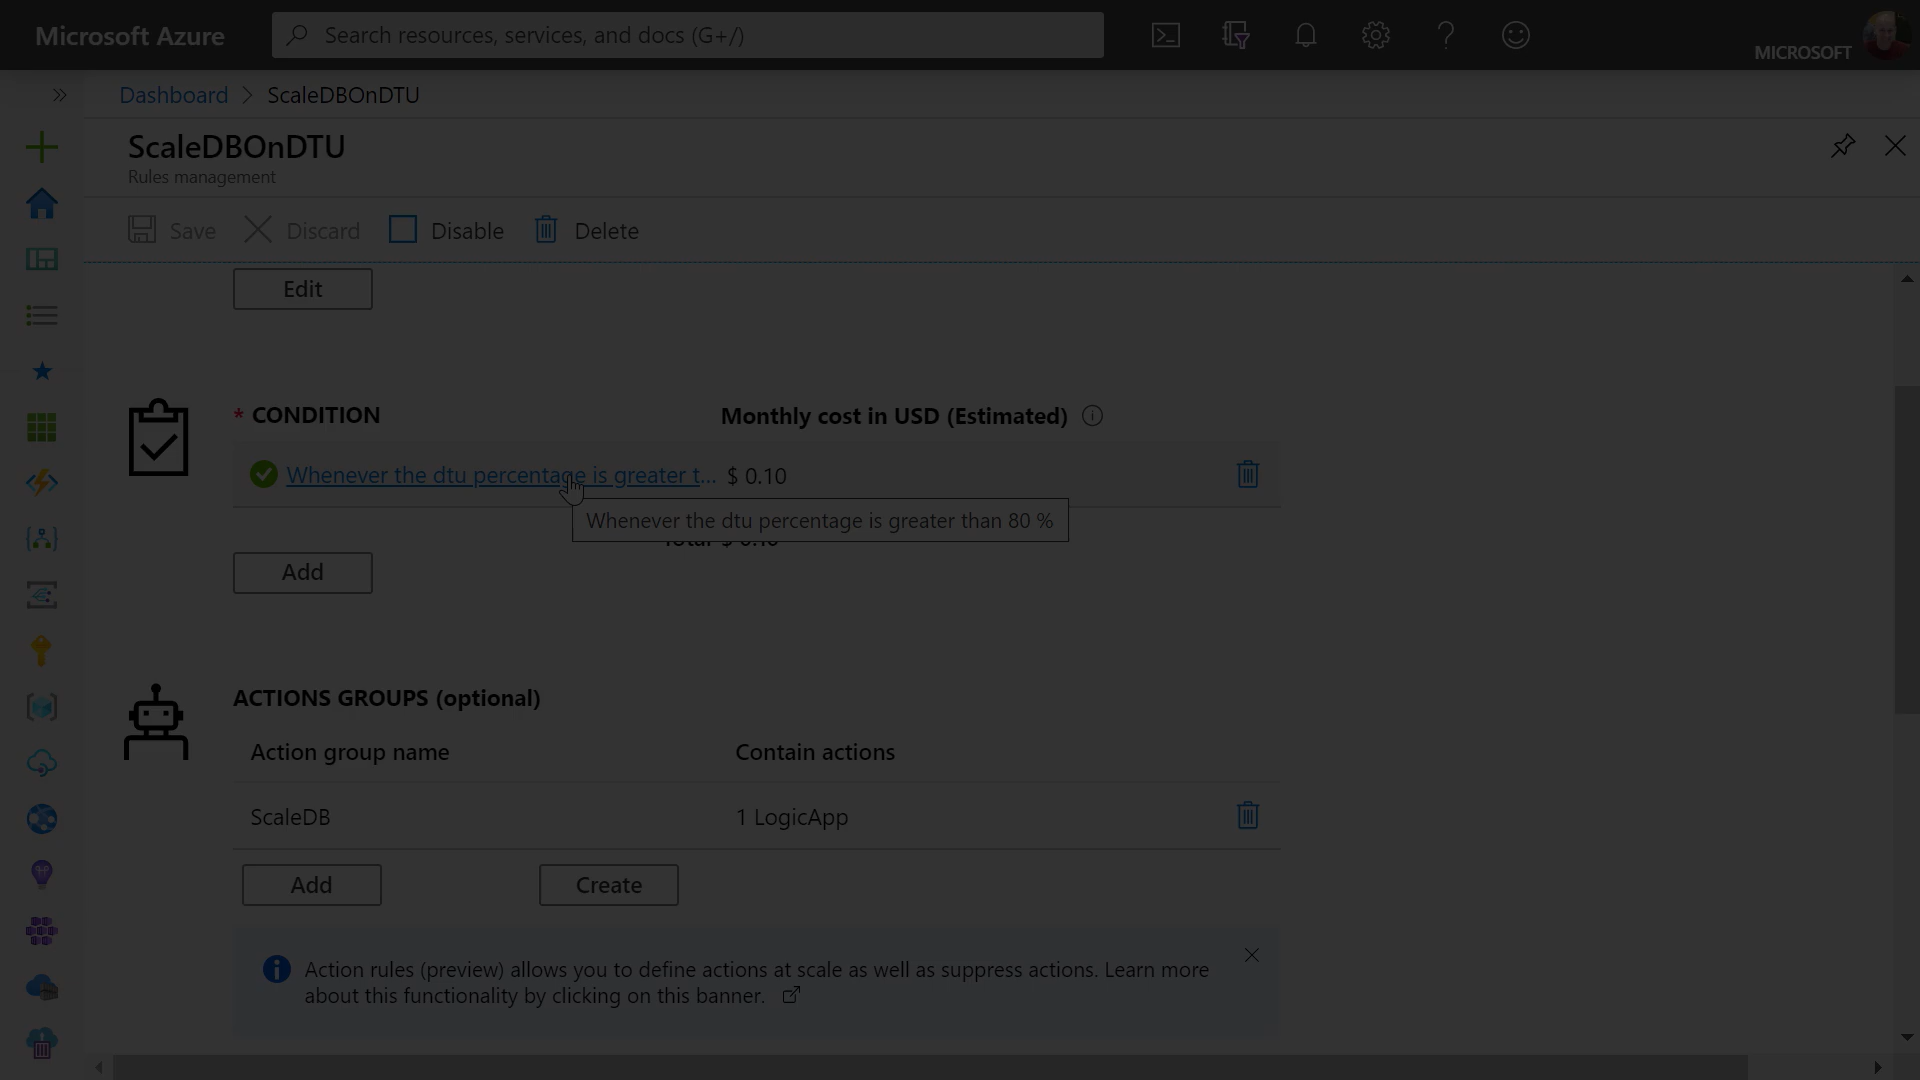 Microsoft Azure
Search resources, services, and docs (G+/)
MICROSOFT
Dashboard > ScaleDBOnDTU
ScaleDBOnDTU
Rules management
Save Discard Disable Delete
Edit
* CONDITION Monthly cost in USD (Estimated)
Whenever the dtu percentage is greater t... $ 0.10
Whenever the dtu percentage is greater than 80 %
Total $ 0.10
Add
ACTIONS GROUPS (optional)
Action group name Contain actions
ScaleDB 1 LogicApp
Add Create
Action rules (preview) allows you to define actions at scale as well as suppress actions. Learn more
about this functionality by clicking on this banner.